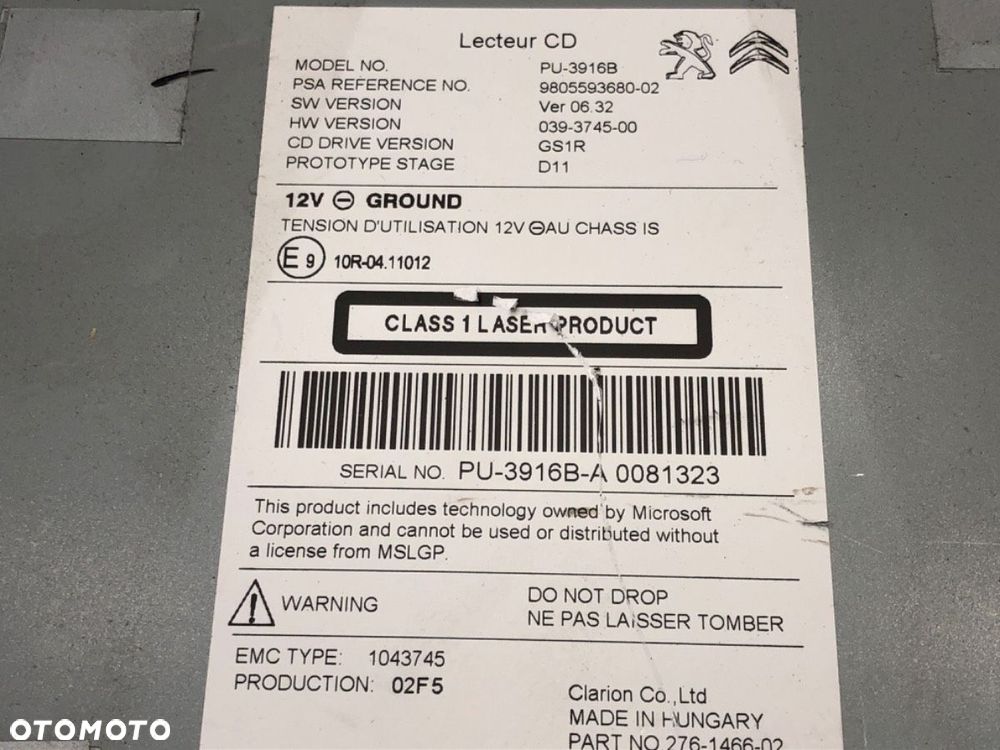 Lecteur CD
MODEL NO. PU-3916B
PSA REFERENCE NO. 9805593680-02
SW VERSION Ver 06.32
HW VERSION 039-3745-00
CD DRIVE VERSION GS1R
PROTOTYPE STAGE D11
12V ⊖ GROUND
TENSION D'UTILISATION 12V ⊖AU CHASS IS
E9 10R-04.11012
CLASS 1 LASER PRODUCT
SERIAL NO. PU-3916B-A 0081323
This product includes technology owned by Microsoft
Corporation and cannot be used or distributed without
a license from MSLGP.
WARNING DO NOT DROP
NE PAS LAISSER TOMBER
EMC TYPE: 1043745
PRODUCTION: 02F5
Clarion Co.,Ltd
MADE IN HUNGARY
PART NO 276-1466-02
OTOMOTO